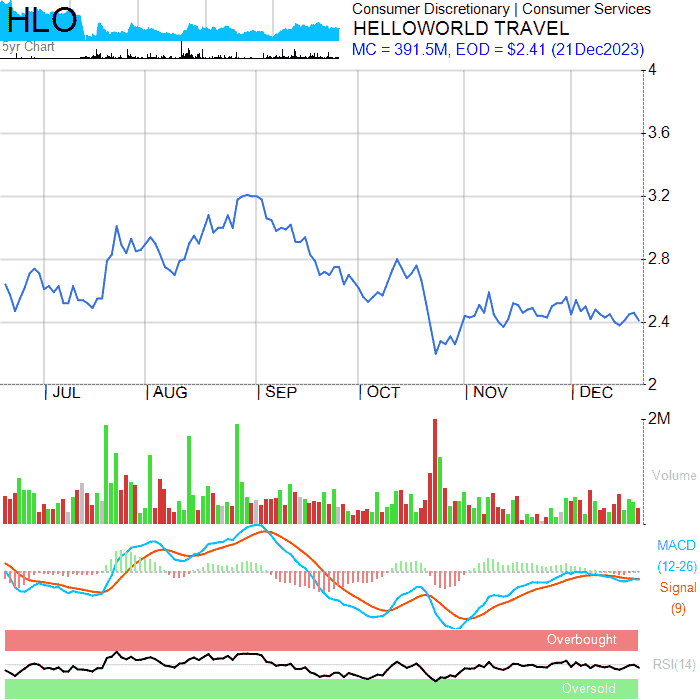 HLO
5yr Chart
Consumer Discretionary | Consumer Services
HELLOWORLD TRAVEL
MC = 391.5M, EOD = $2.41 (21Dec2023)
4
3.6
3.2
2.8
2.4
2
JUL AUG SEP OCT NOV DEC
2M
Volume
MACD
(12-26)
Signal
(9)
Overbought
RSI(14)
Oversold